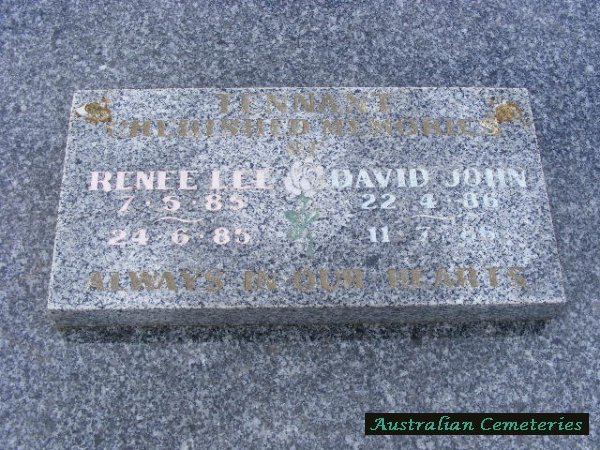 TENNANT
CHERISHED MEMORIES
OF
RENEE LEE DAVID JOHN
7·5·85 22·4·86
24·6·85 11·7·86
ALWAYS IN OUR HEARTS
Australian Cemeteries